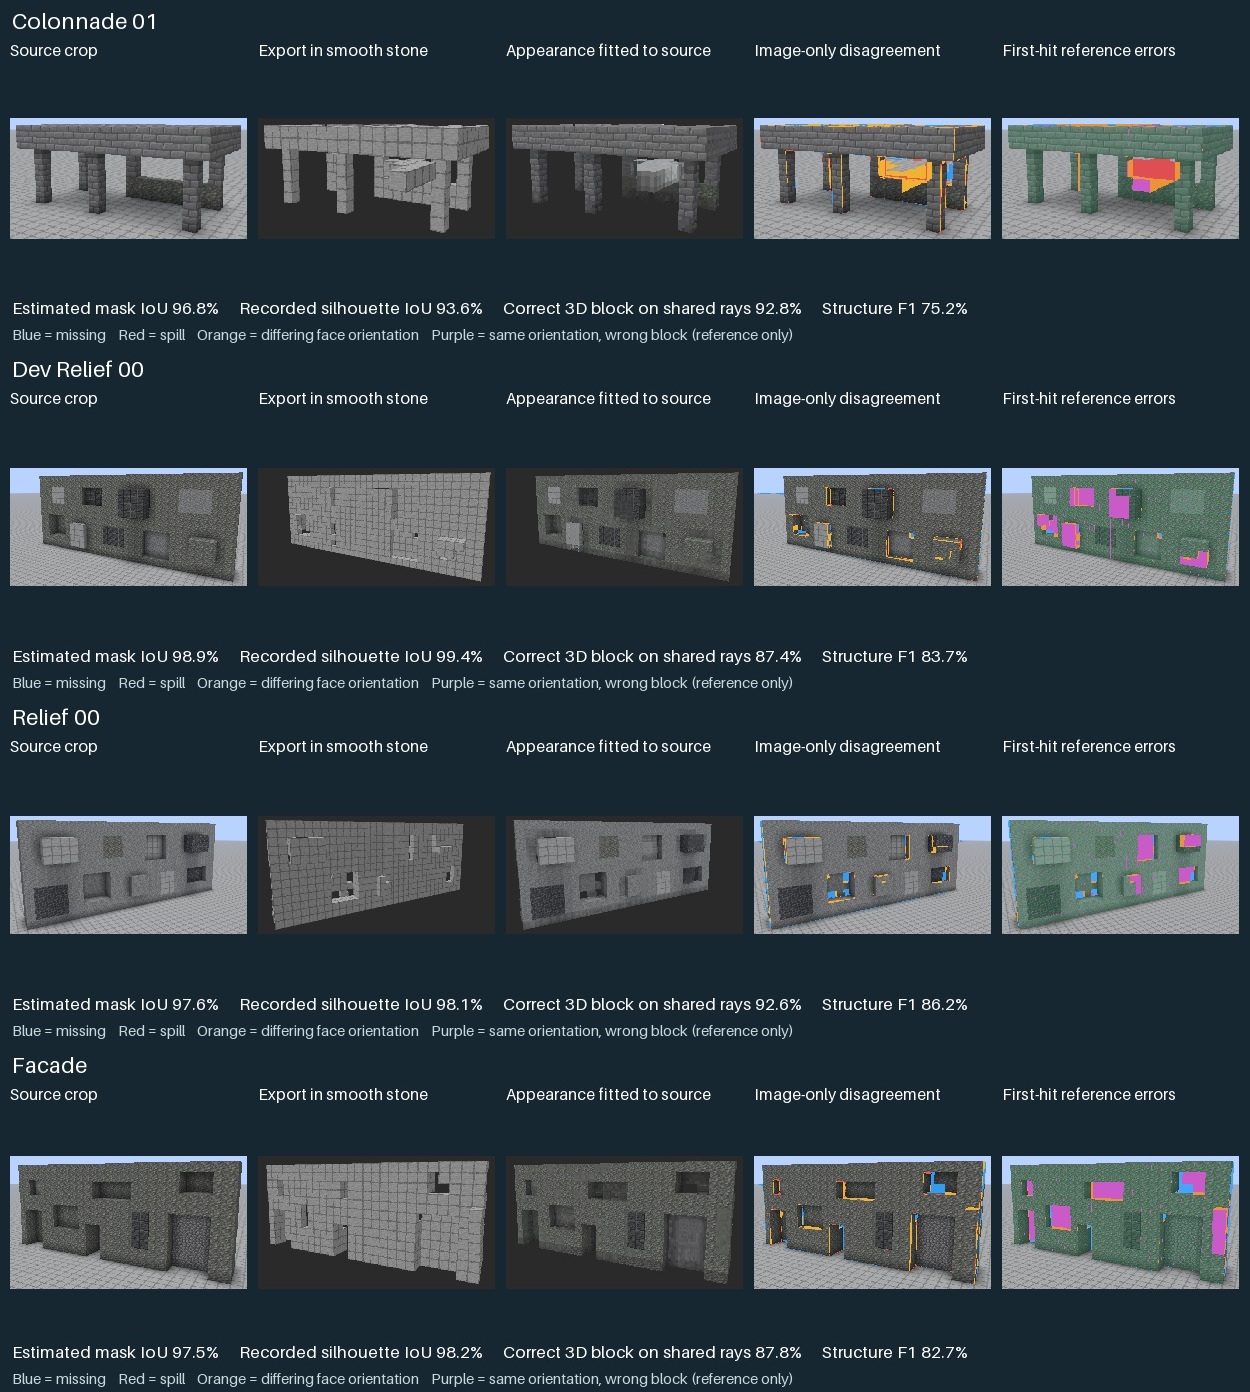 Colonnade 01
Source crop Export in smooth stone Appearance fitted to source Image-only disagreement First-hit reference errors
Estimated mask IoU 96.8% Recorded silhouette IoU 93.6% Correct 3D block on shared rays 92.8% Structure F1 75.2%
Blue = missing Red = spill Orange = differing face orientation Purple = same orientation, wrong block (reference only)
Dev Relief 00
Source crop Export in smooth stone Appearance fitted to source Image-only disagreement First-hit reference errors
Estimated mask IoU 98.9% Recorded silhouette IoU 99.4% Correct 3D block on shared rays 87.4% Structure F1 83.7%
Blue = missing Red = spill Orange = differing face orientation Purple = same orientation, wrong block (reference only)
Relief 00
Source crop Export in smooth stone Appearance fitted to source Image-only disagreement First-hit reference errors
Estimated mask IoU 97.6% Recorded silhouette IoU 98.1% Correct 3D block on shared rays 92.6% Structure F1 86.2%
Blue = missing Red = spill Orange = differing face orientation Purple = same orientation, wrong block (reference only)
Facade
Source crop Export in smooth stone Appearance fitted to source Image-only disagreement First-hit reference errors
Estimated mask IoU 97.5% Recorded silhouette IoU 98.2% Correct 3D block on shared rays 87.8% Structure F1 82.7%
Blue = missing Red = spill Orange = differing face orientation Purple = same orientation, wrong block (reference only)